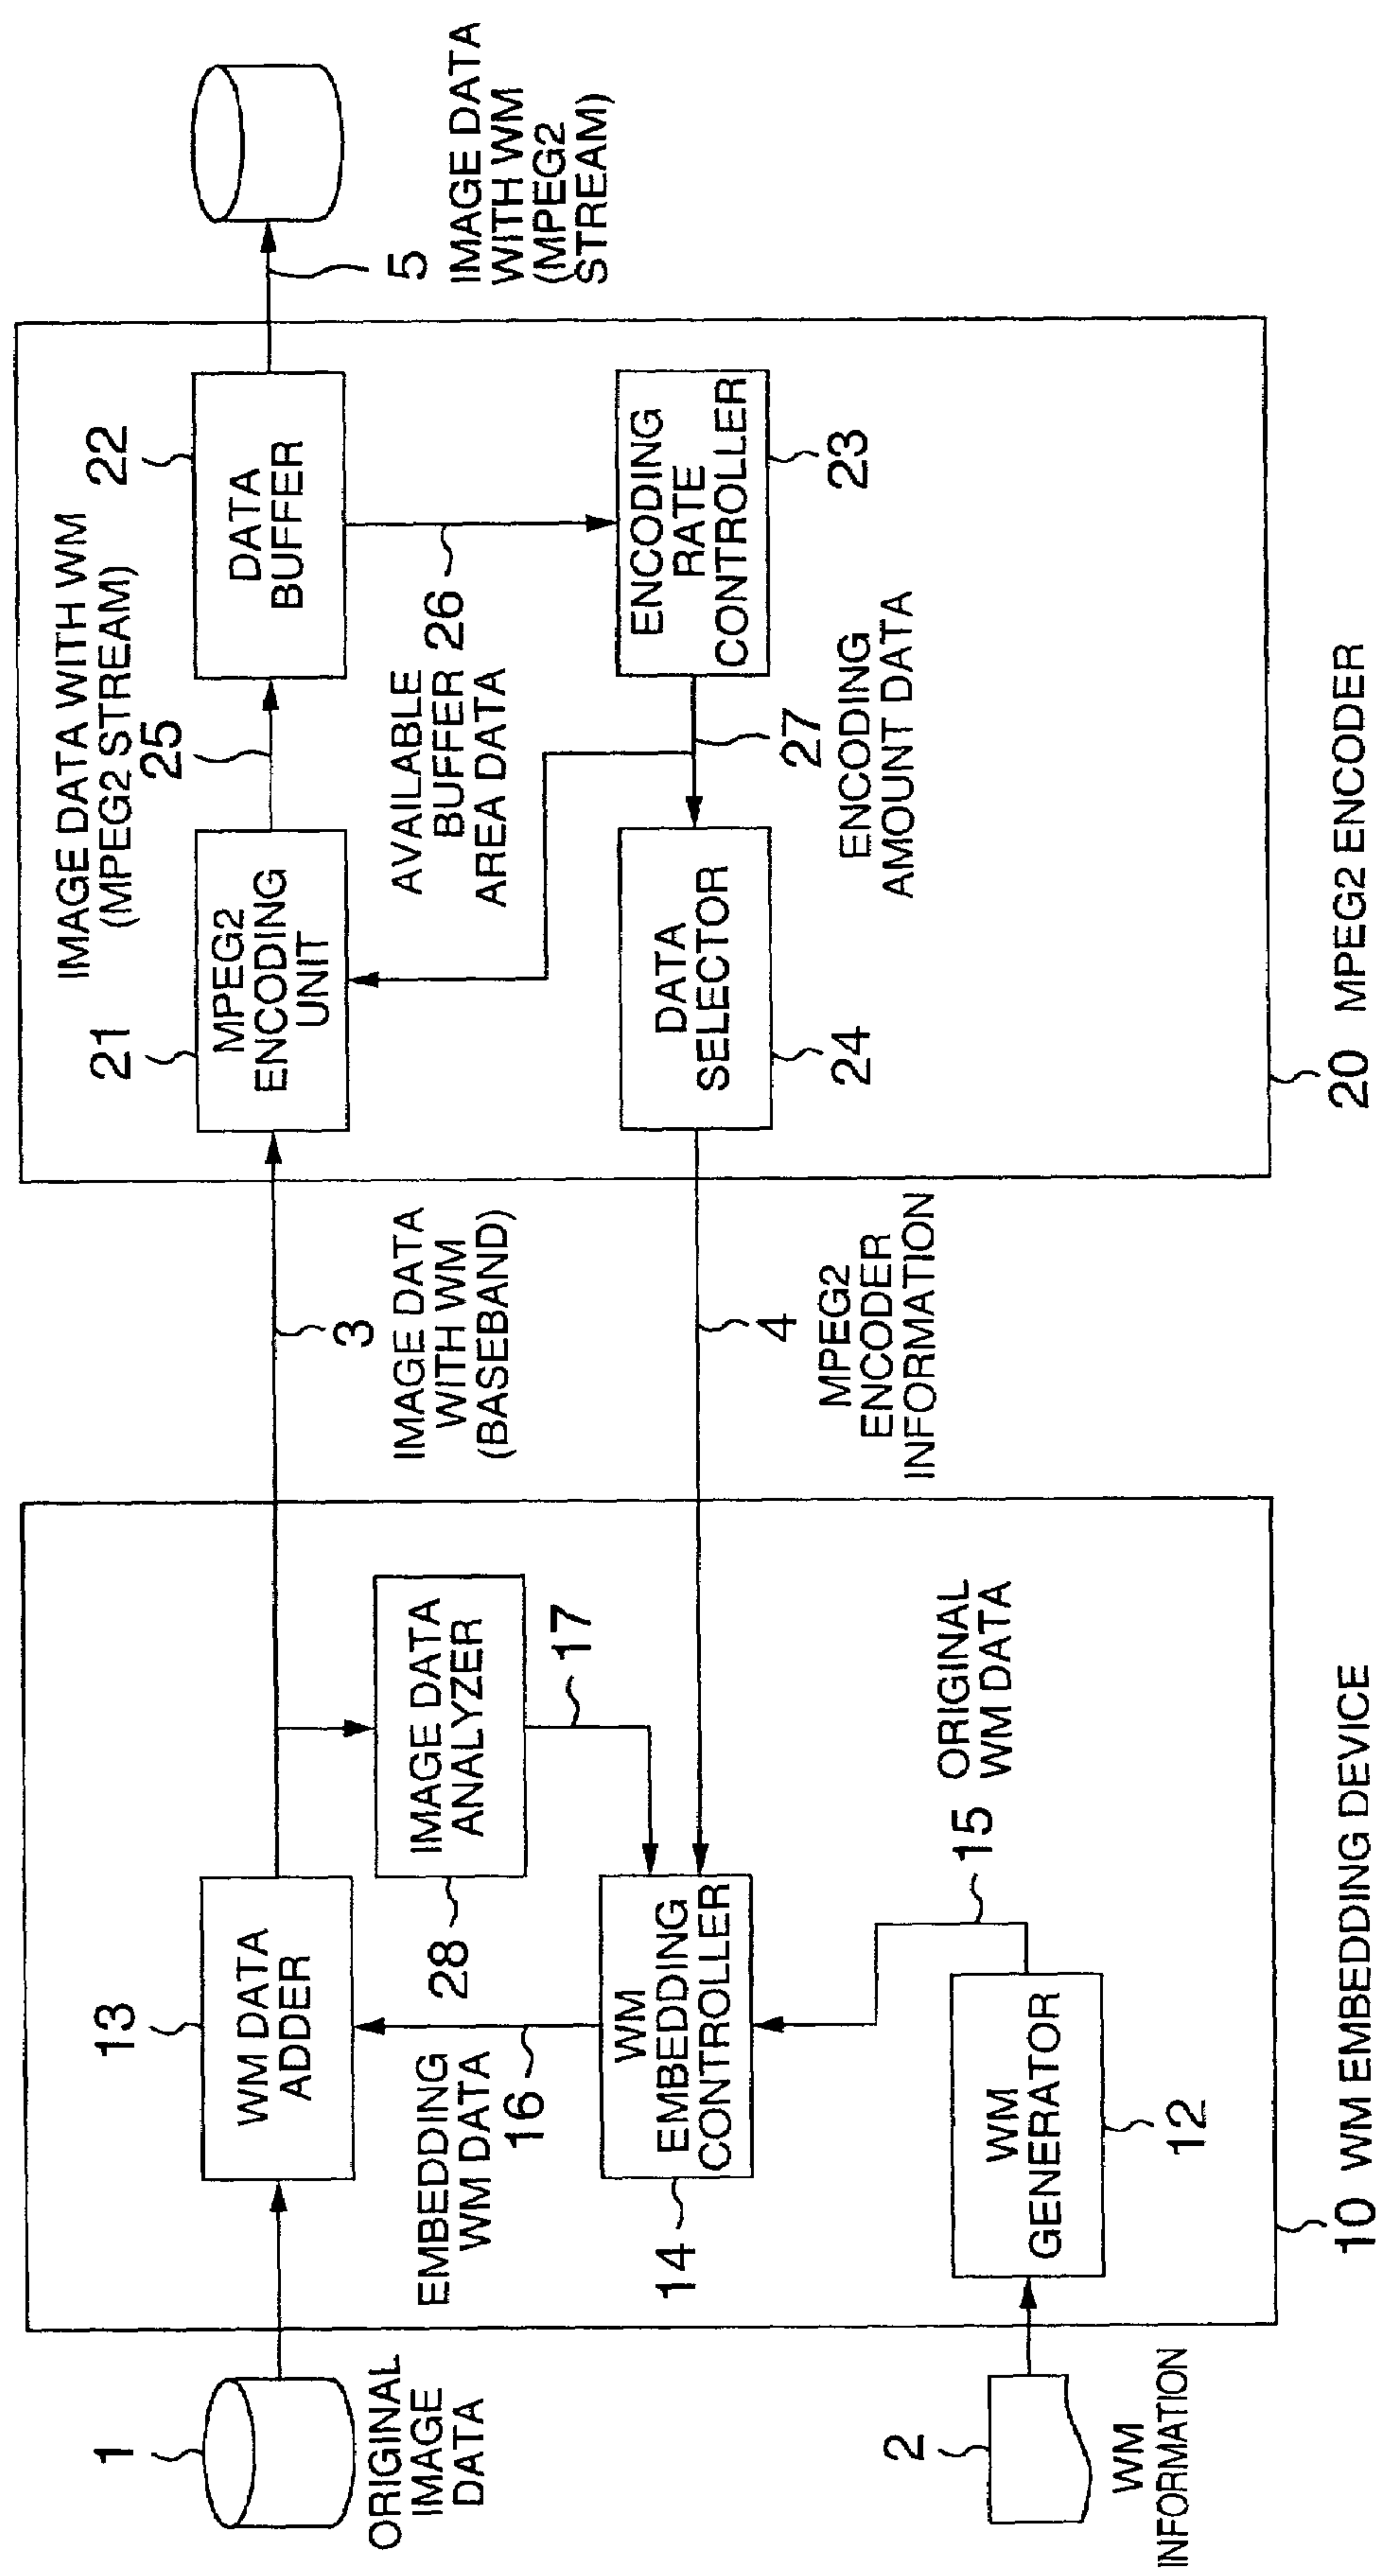 1
ORIGINAL
IMAGE
DATA
2
WM
INFORMATION
13
WM DATA
ADDER
EMBEDDING
WM DATA
16
28
IMAGE DATA
ANALYZER
17
14
WM
EMBEDDING
CONTROLLER
15
ORIGINAL
WM DATA
WM
GENERATOR
12
10 WM EMBEDDING DEVICE
3
IMAGE DATA
WITH WM
(BASEBAND)
4
MPEG2
ENCODER
INFORMATION
IMAGE DATA WITH WM
(MPEG2 STREAM)
21
MPEG2
ENCODING
UNIT
25
22
DATA
BUFFER
AVAILABLE
BUFFER
AREA DATA
26
DATA
SELECTOR
24
27
ENCODING
AMOUNT DATA
ENCODING
RATE
CONTROLLER
23
20 MPEG2 ENCODER
5
IMAGE DATA
WITH WM
(MPEG2
STREAM)